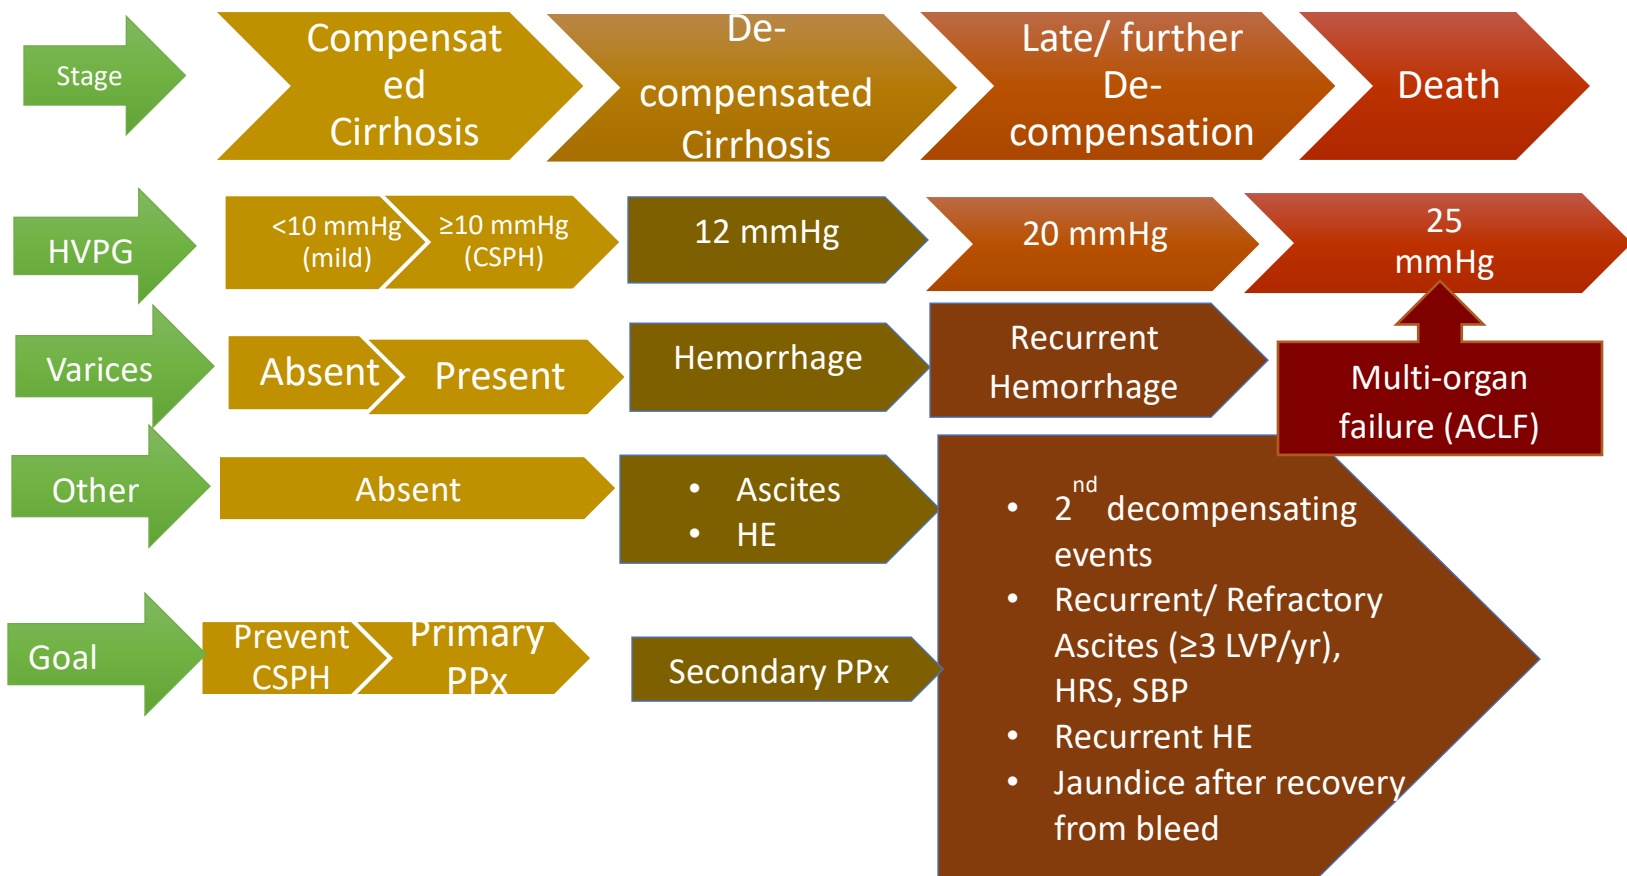 Stage
Compensat
ed
Cirrhosis
De-
compensated
Cirrhosis
Late/ further
De-
compensation
Death
HVPG
<10 mmHg
(mild)
≥10 mmHg
(CSPH)
12 mmHg
20 mmHg
25
mmHg
Varices
Absent
Present
Hemorrhage
Recurrent
Hemorrhage
Multi-organ
failure (ACLF)
Other
Absent
• Ascites
• HE
• 2nd decompensating
events
• Recurrent/ Refractory
Ascites (≥3 LVP/yr),
HRS, SBP
• Recurrent HE
• Jaundice after recovery
from bleed
Goal
Prevent
CSPH
Primary
PPx
Secondary PPx